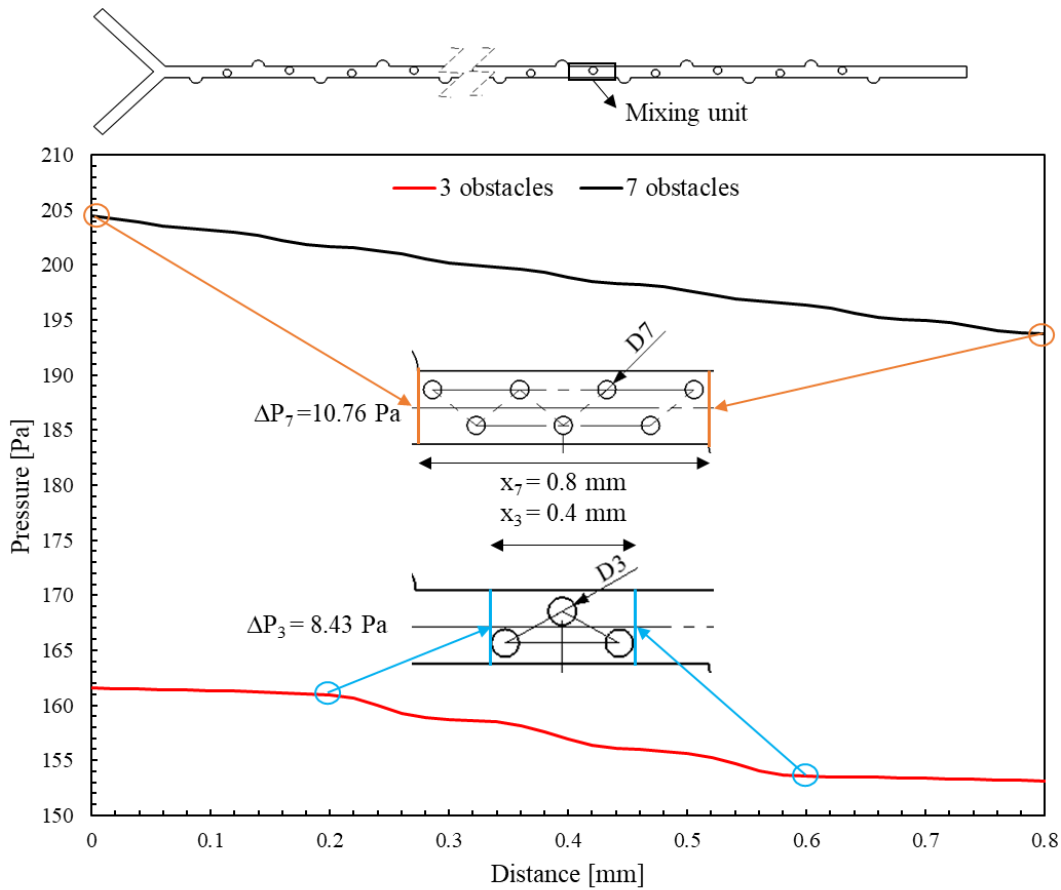 Mixing unit
210
205
200
195
190
185
180
175
170
165
160
155
150
Pressure [Pa]
3 obstacles
7 obstacles
D7
ΔP₇ =10.76 Pa
x₇ = 0.8 mm
x₃ = 0.4 mm
D3
ΔP₃ = 8.43 Pa
0 0.1 0.2 0.3 0.4 0.5 0.6 0.7 0.8
Distance [mm]